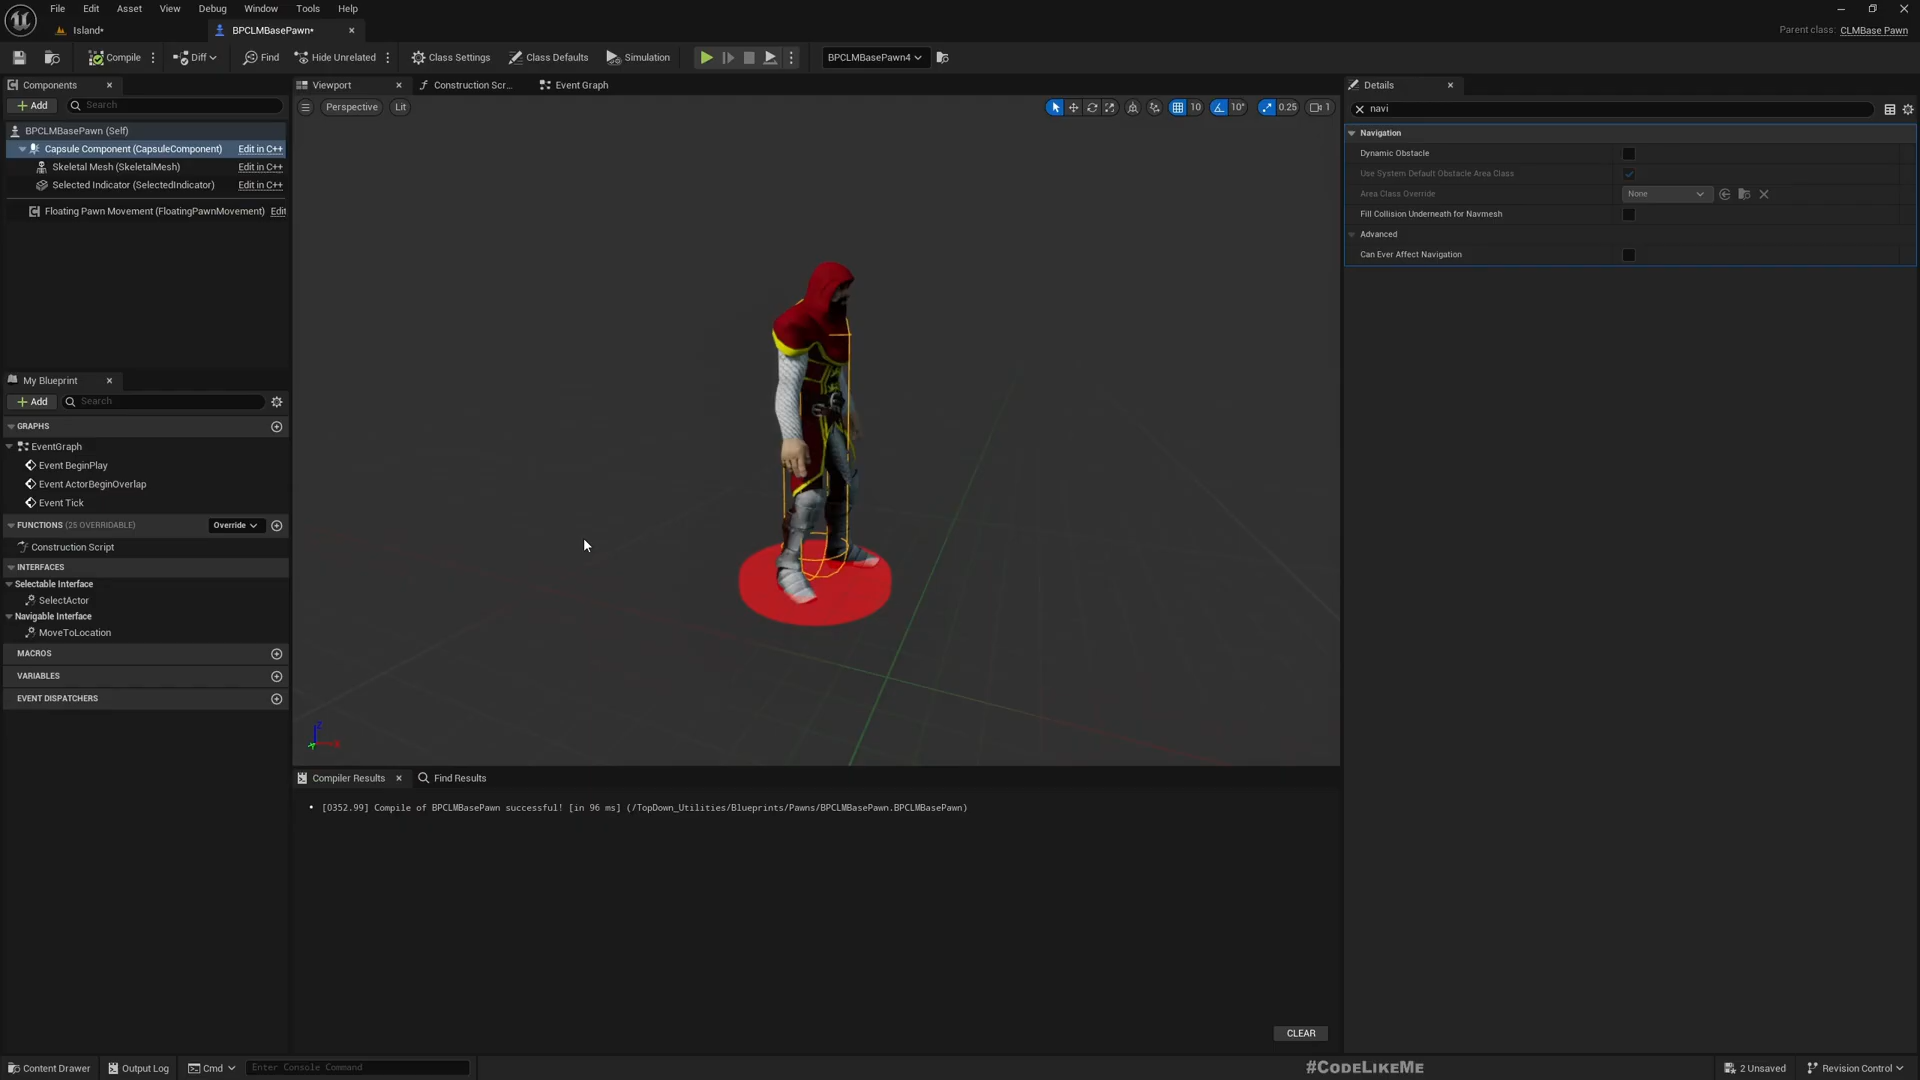 File Edit Asset View Debug Window Tools Help
Island*
BPCLMBasePawn*
Parent class: CLMBase Pawn
Compile Diff Find Hide Unrelated Class Settings Class Defaults Simulation BPCLMBasePawn4
Components
Add Search
BPCLMBasePawn (Self)
Capsule Component (CapsuleComponent) Edit in C++
Skeletal Mesh (SkeletalMesh) Edit in C++
Selected Indicator (SelectedIndicator) Edit in C++
Floating Pawn Movement (FloatingPawnMovement) Edit
My Blueprint
Add Search
GRAPHS
EventGraph
Event BeginPlay
Event ActorBeginOverlap
Event Tick
FUNCTIONS (25 OVERRIDABLE) Override
Construction Script
INTERFACES
Selectable Interface
SelectActor
Navigable Interface
MoveToLocation
MACROS
VARIABLES
EVENT DISPATCHERS
Viewport Construction Scr... Event Graph
Perspective Lit 10 10° 0.25 1
Z
Compiler Results Find Results
[0352.99] Compile of BPCLMBasePawn successful! [in 96 ms] (/TopDown_Utilities/Blueprints/Pawns/BPCLMBasePawn.BPCLMBasePawn)
CLEAR
Details
navi
Navigation
Dynamic Obstacle
Use System Default Obstacle Area Class
Area Class Override None
Fill Collision Underneath for Navmesh
Advanced
Can Ever Affect Navigation
Content Drawer Output Log Cmd Enter Console Command
#CODELIKEME
2 Unsaved Revision Control